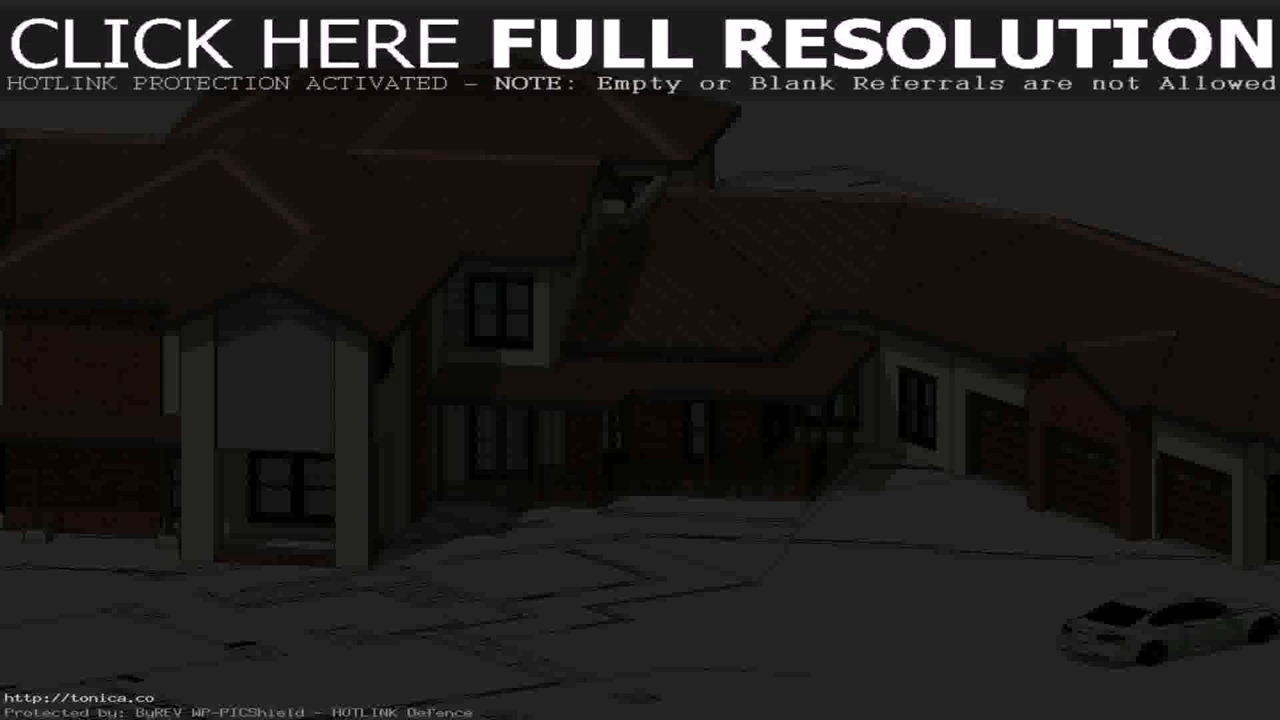 CLICK HERE FULL RESOLUTION
HOTLINK PROTECTION ACTIVATED - NOTE: Empty or Blank Referrals are not Allowed
http://tonica.co
Protected by: ByREV WP-PICShield - HOTLINK Defence